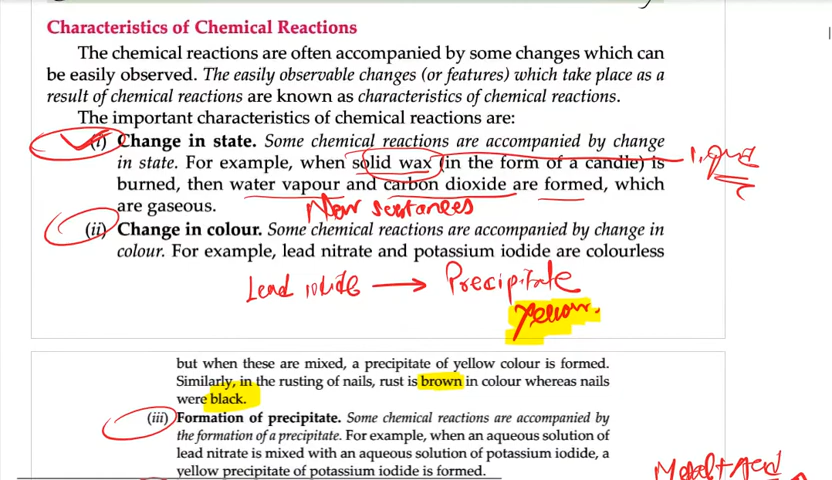 Characteristics of Chemical Reactions
The chemical reactions are often accompanied by some changes which can
be easily observed. The easily observable changes (or features) which take place as a
result of chemical reactions are known as characteristics of chemical reactions.
The important characteristics of chemical reactions are:
(i) Change in state. Some chemical reactions are accompanied by change
in state. For example, when solid wax (in the form of a candle) is
burned, then water vapour and carbon dioxide are formed, which
are gaseous.
New substances
(ii) Change in colour. Some chemical reactions are accompanied by change in
colour. For example, lead nitrate and potassium iodide are colourless
Lead iodide → Precipitate
Yellow.
but when these are mixed, a precipitate of yellow colour is formed.
Similarly, in the rusting of nails, rust is brown in colour whereas nails
were black.
(iii) Formation of precipitate. Some chemical reactions are accompanied by
the formation of a precipitate. For example, when an aqueous solution of
lead nitrate is mixed with an aqueous solution of potassium iodide, a
yellow precipitate of potassium iodide is formed.
Metal + Acid